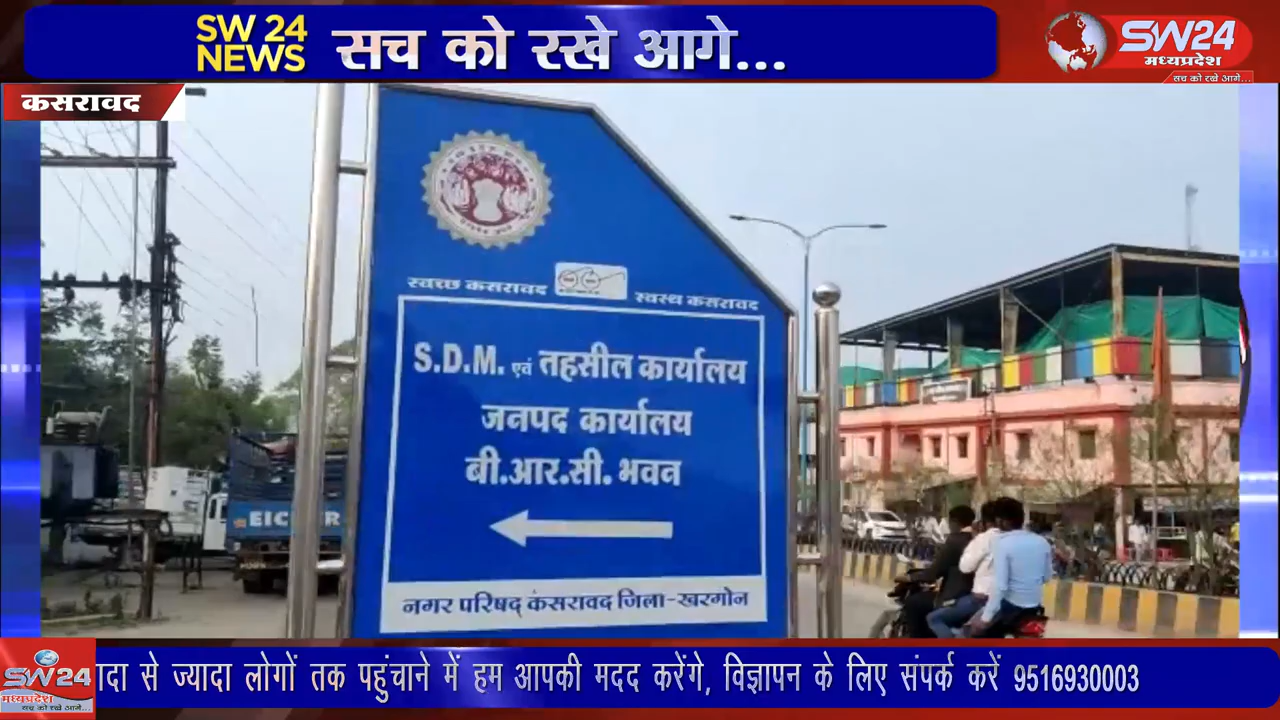 SW 24
NEWS
सच को रखे आगे...
SW24
मध्यप्रदेश
सच को रखे आगे...
कसरावद
स्वच्छ कसरावद
स्वस्थ कसरावद
S.D.M. एवं तहसील कार्यालय
जनपद कार्यालय
बी.आर.सी. भवन
नगर परिषद् कसरावद जिला-खरगोन
EICHER
SW24
मध्यप्रदेश
सच को रखे आगे...
ादा से ज्यादा लोगों तक पहुंचाने में हम आपकी मदद करेंगे, विज्ञापन के लिए संपर्क करें 9516930003